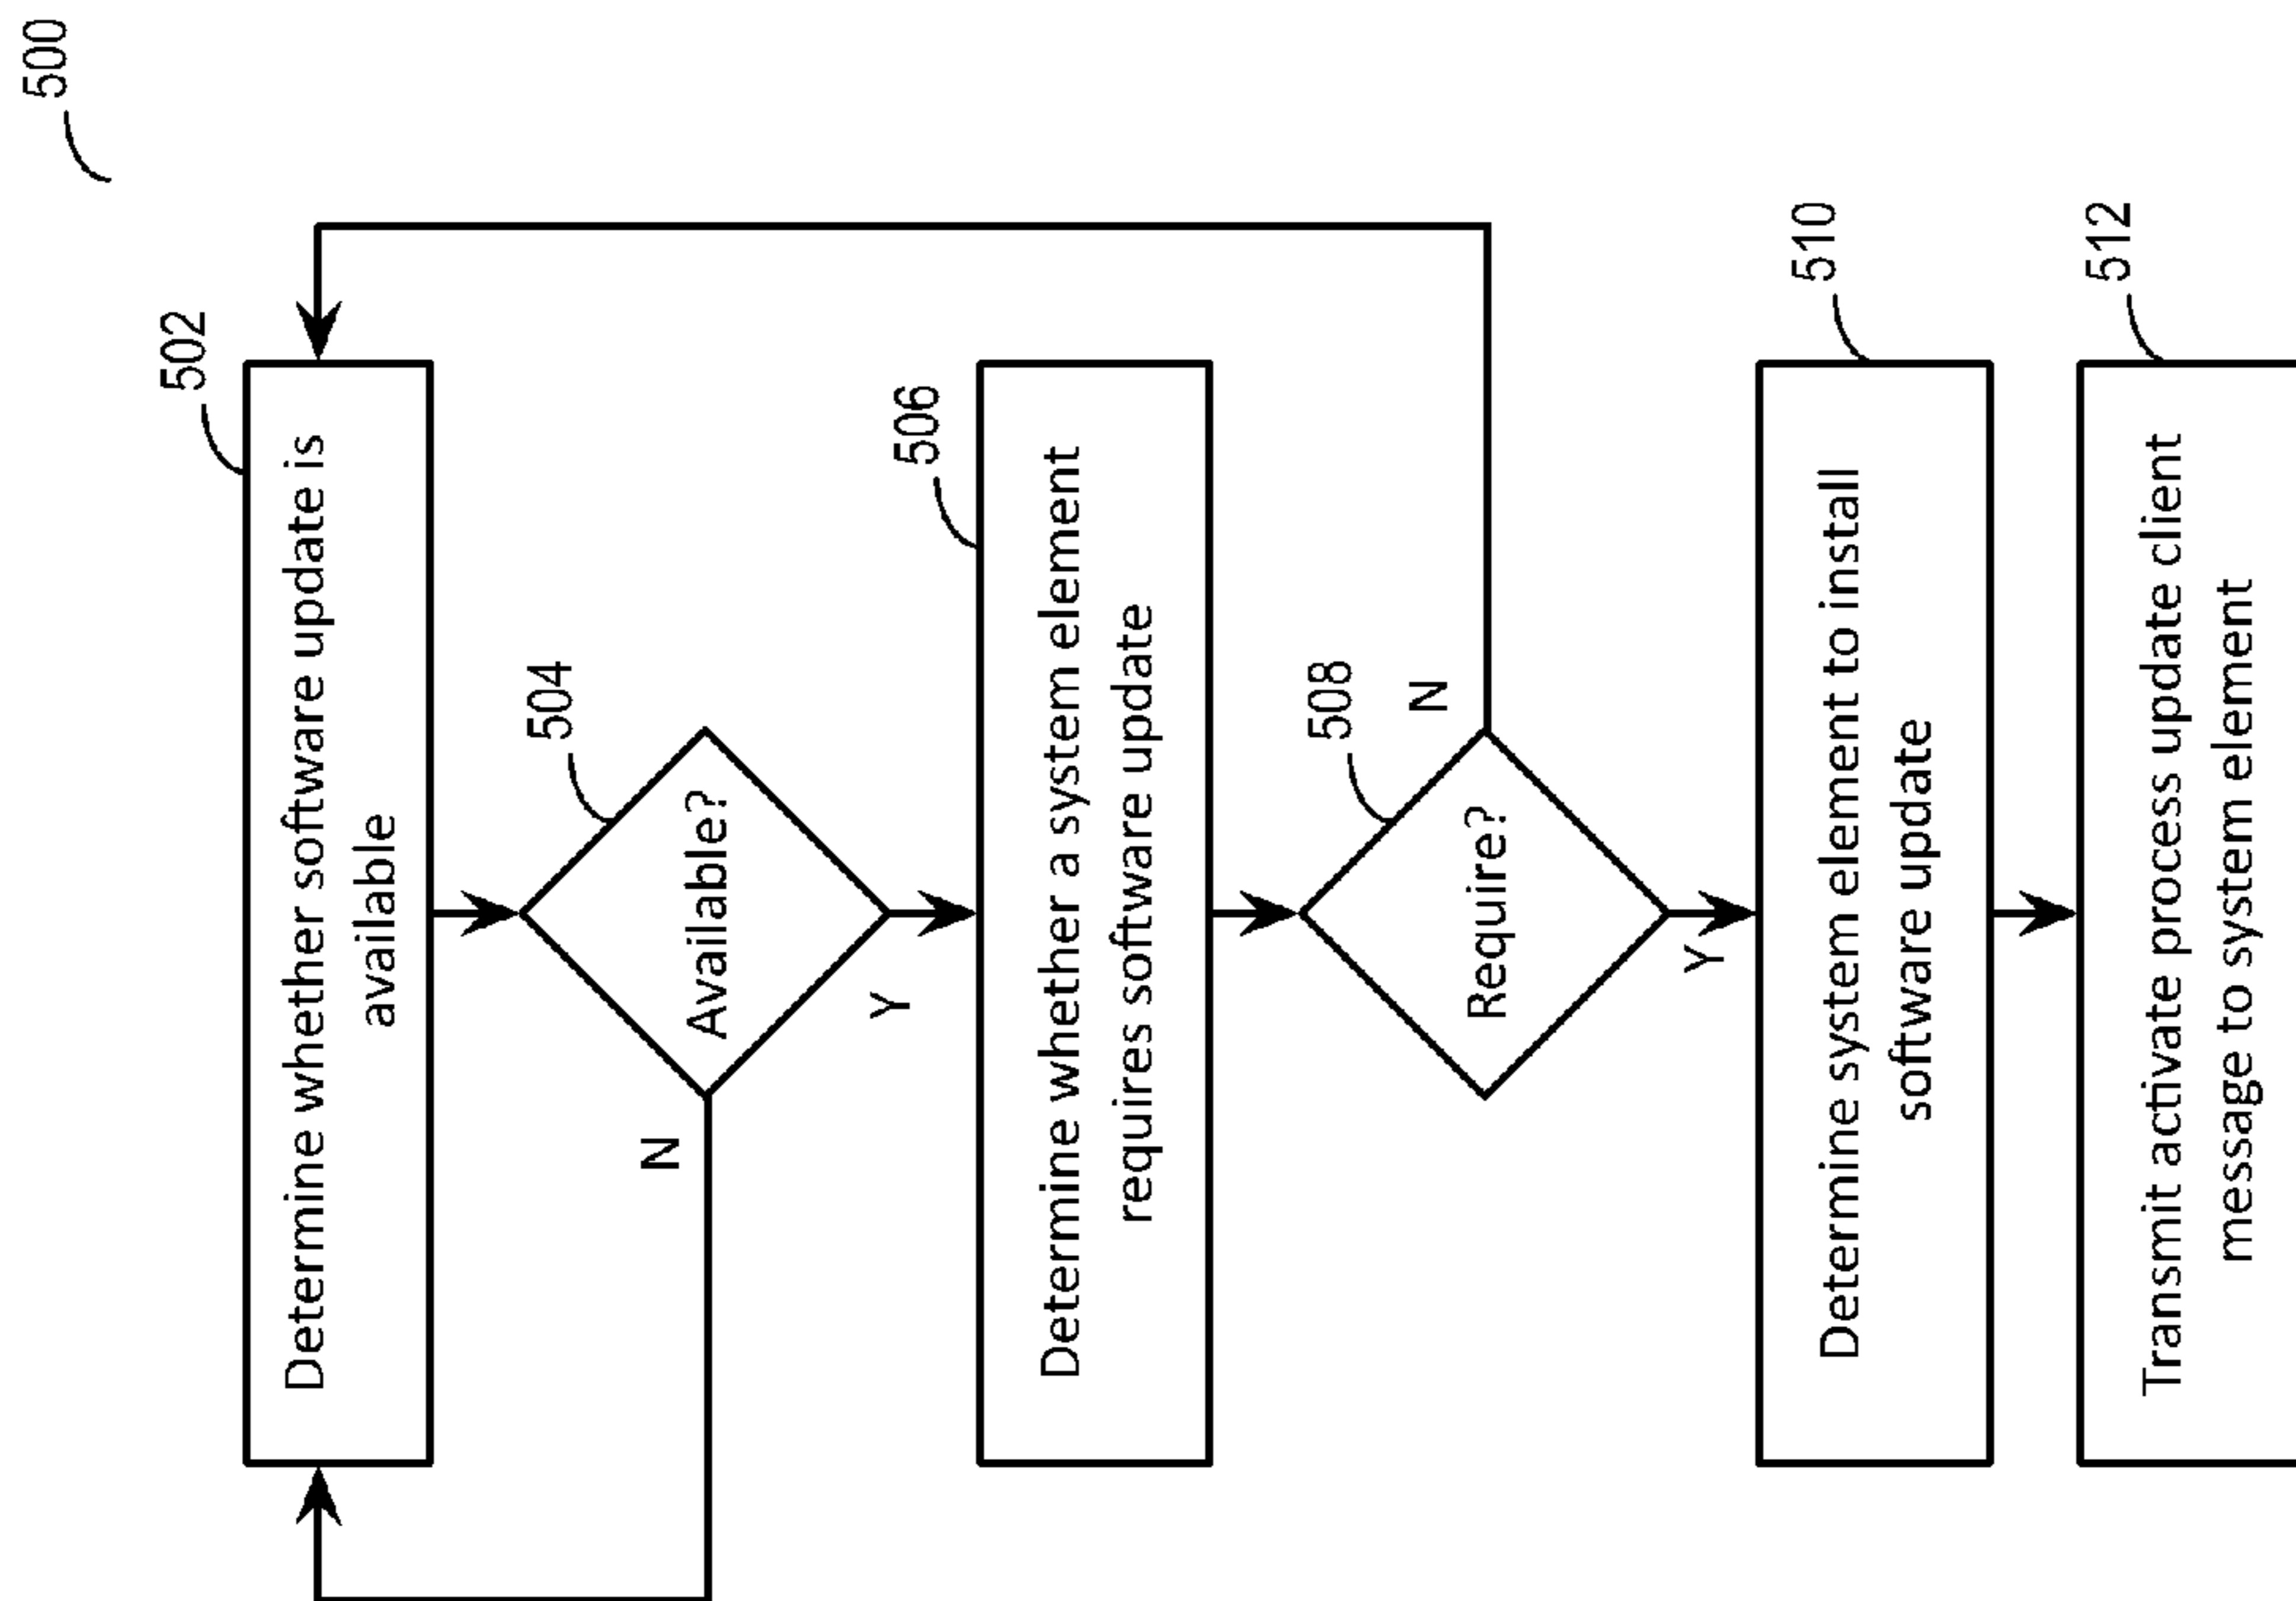 500
502
Determine whether software update is
available
504
Available?
N
Y
506
Determine whether a system element
requires software update
508
Require?
N
Y
510
Determine system element to install
software update
512
Transmit activate process update client
message to system element